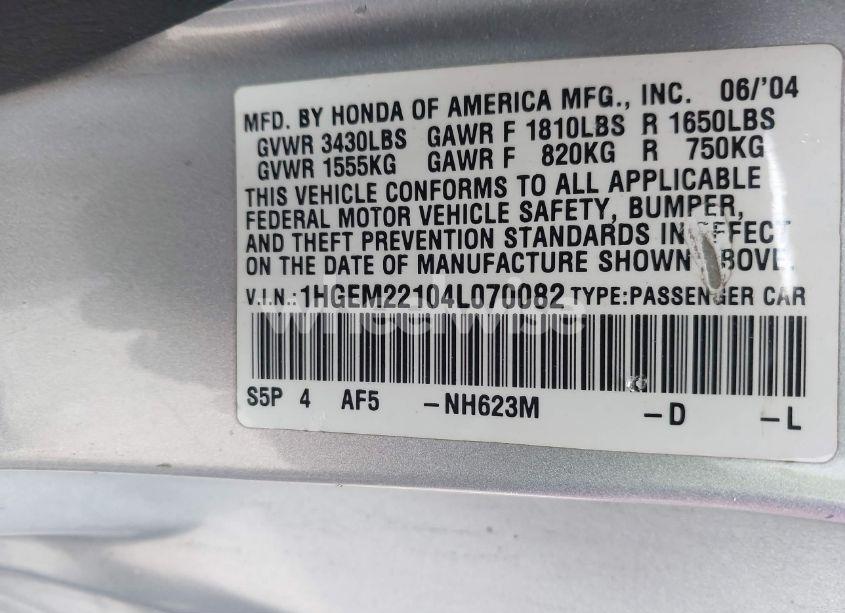 MFD. BY HONDA OF AMERICA MFG., INC. 06/'04
GVWR 3430LBS GAWR F 1810LBS R 1650LBS
GVWR 1555KG GAWR F 820KG R 750KG
THIS VEHICLE CONFORMS TO ALL APPLICABLE
FEDERAL MOTOR VEHICLE SAFETY, BUMPER,
AND THEFT PREVENTION STANDARDS IN EFFECT
ON THE DATE OF MANUFACTURE SHOWN ABOVE.
V.I.N.: 1HGEM22104L070082 TYPE:PASSENGER CAR
wheelwise
S5P 4 AF5 -NH623M -D -L